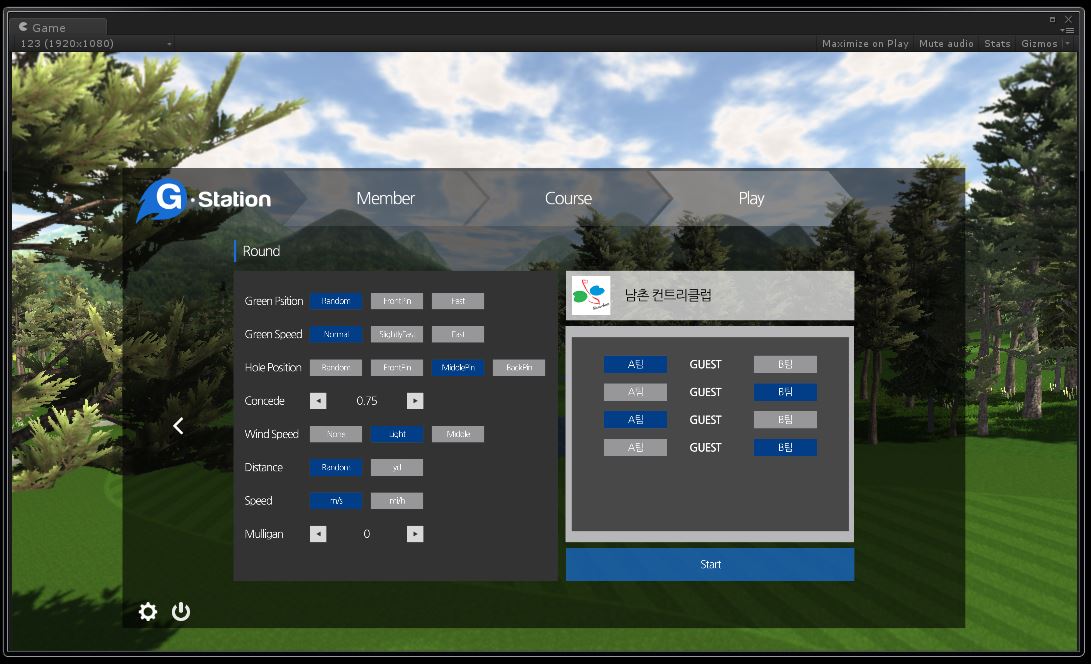 Game
123 (1920x1080)
Maximize on Play Mute audio Stats Gizmos
G·Station
Member Course Play
Round
Green Psition Random FrontPin Fast
Green Speed Normal SlightlyFast Fast
Hole Position Random FrontPin MiddlePin BackPin
Concede 0.75
Wind Speed None Light Middle
Distance Random yd
Speed m/s mi/h
Mulligan 0
남촌 컨트리클럽
A팀 GUEST B팀
A팀 GUEST B팀
A팀 GUEST B팀
A팀 GUEST B팀
Start